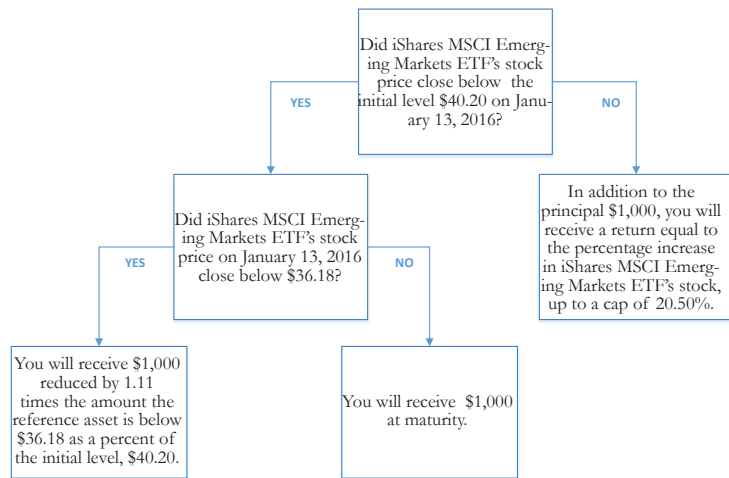 Did iShares MSCI Emerg-
ing Markets ETF's stock
price close below the
initial level $40.20 on Janu-
ary 13, 2016?
YES
NO
Did iShares MSCI Emerg-
ing Markets ETF's stock
price on January 13, 2016
close below $36.18?
In addition to the
principal $1,000, you will
receive a return equal to
the percentage increase
in iShares MSCI Emerg-
ing Markets ETF's stock,
up to a cap of 20.50%.
YES
NO
You will receive $1,000
reduced by 1.11
times the amount the
reference asset is below
$36.18 as a percent of
the initial level, $40.20.
You will receive $1,000
at maturity.